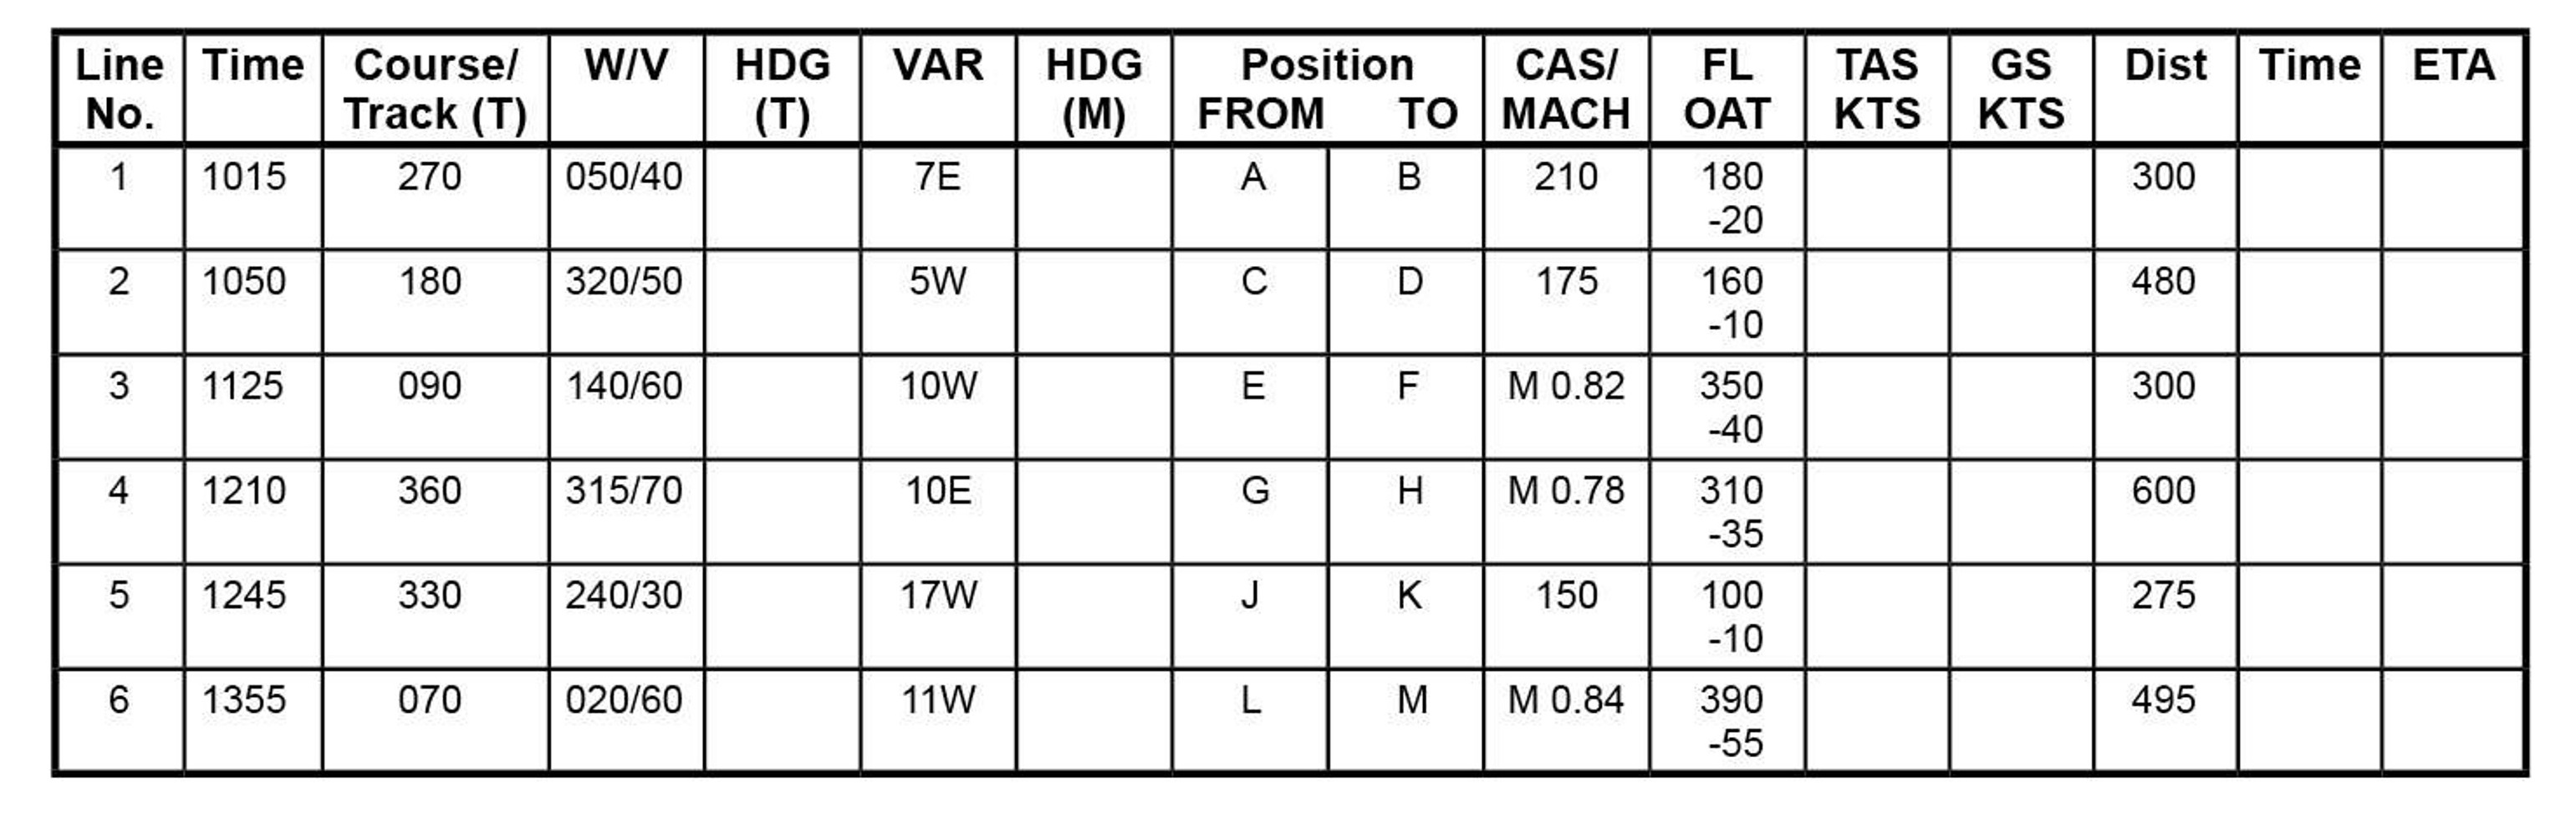 Line Time Course/ W/V HDG VAR HDG Position CAS/ FL TAS GS Dist Time ETA
No. Track (T) (T) (M) FROM TO MACH OAT KTS KTS
1 1015 270 050/40 7E A B 210 180 300
-20
2 1050 180 320/50 5W C D 175 160 480
-10
3 1125 090 140/60 10W E F M 0.82 350 300
-40
4 1210 360 315/70 10E G H M 0.78 310 600
-35
5 1245 330 240/30 17W J K 150 100 275
-10
6 1355 070 020/60 11W L M M 0.84 390 495
-55